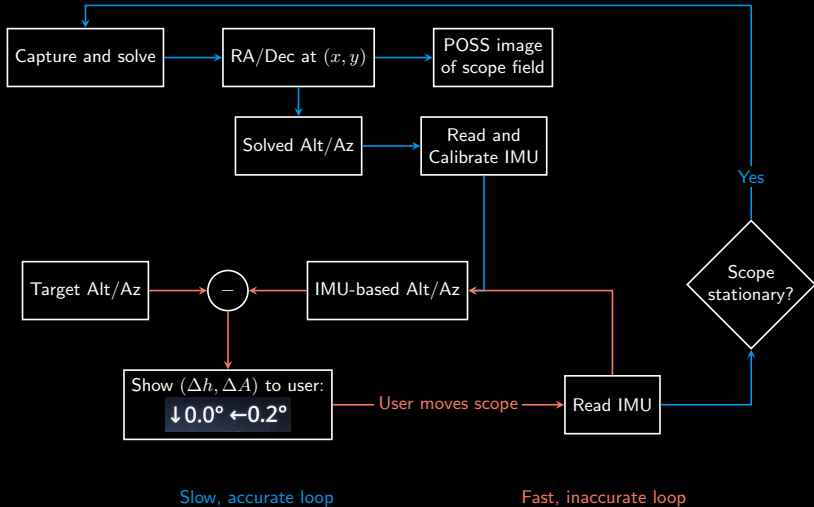 Capture and solve
RA/Dec at (x, y)
POSS image
of scope field
Solved Alt/Az
Read and
Calibrate IMU
Yes
Target Alt/Az
−
IMU-based Alt/Az
Scope
stationary?
Show (Δh, ΔA) to user:
↓0.0° ←0.2°
User moves scope
Read IMU
Slow, accurate loop
Fast, inaccurate loop